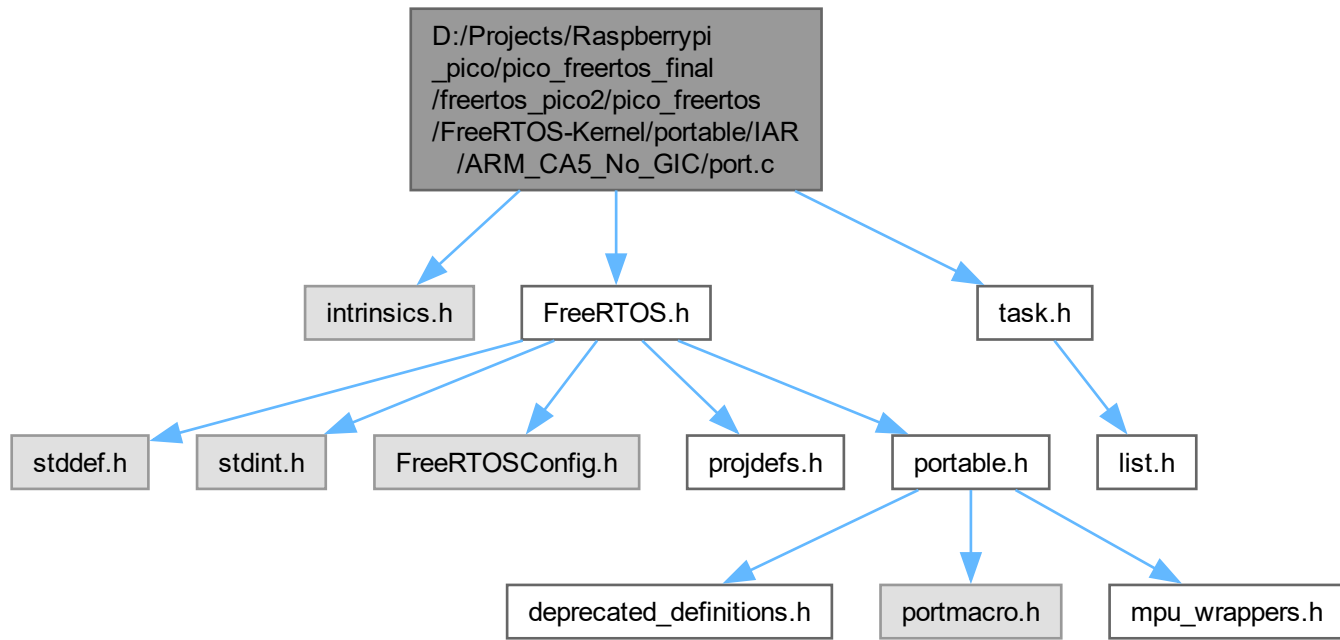 D:/Projects/Raspberrypi
_pico/pico_freertos_final
/freertos_pico2/pico_freertos
/FreeRTOS-Kernel/portable/IAR
/ARM_CA5_No_GIC/port.c
intrinsics.h
FreeRTOS.h
task.h
stddef.h
stdint.h
FreeRTOSConfig.h
projdefs.h
portable.h
list.h
deprecated_definitions.h
portmacro.h
mpu_wrappers.h